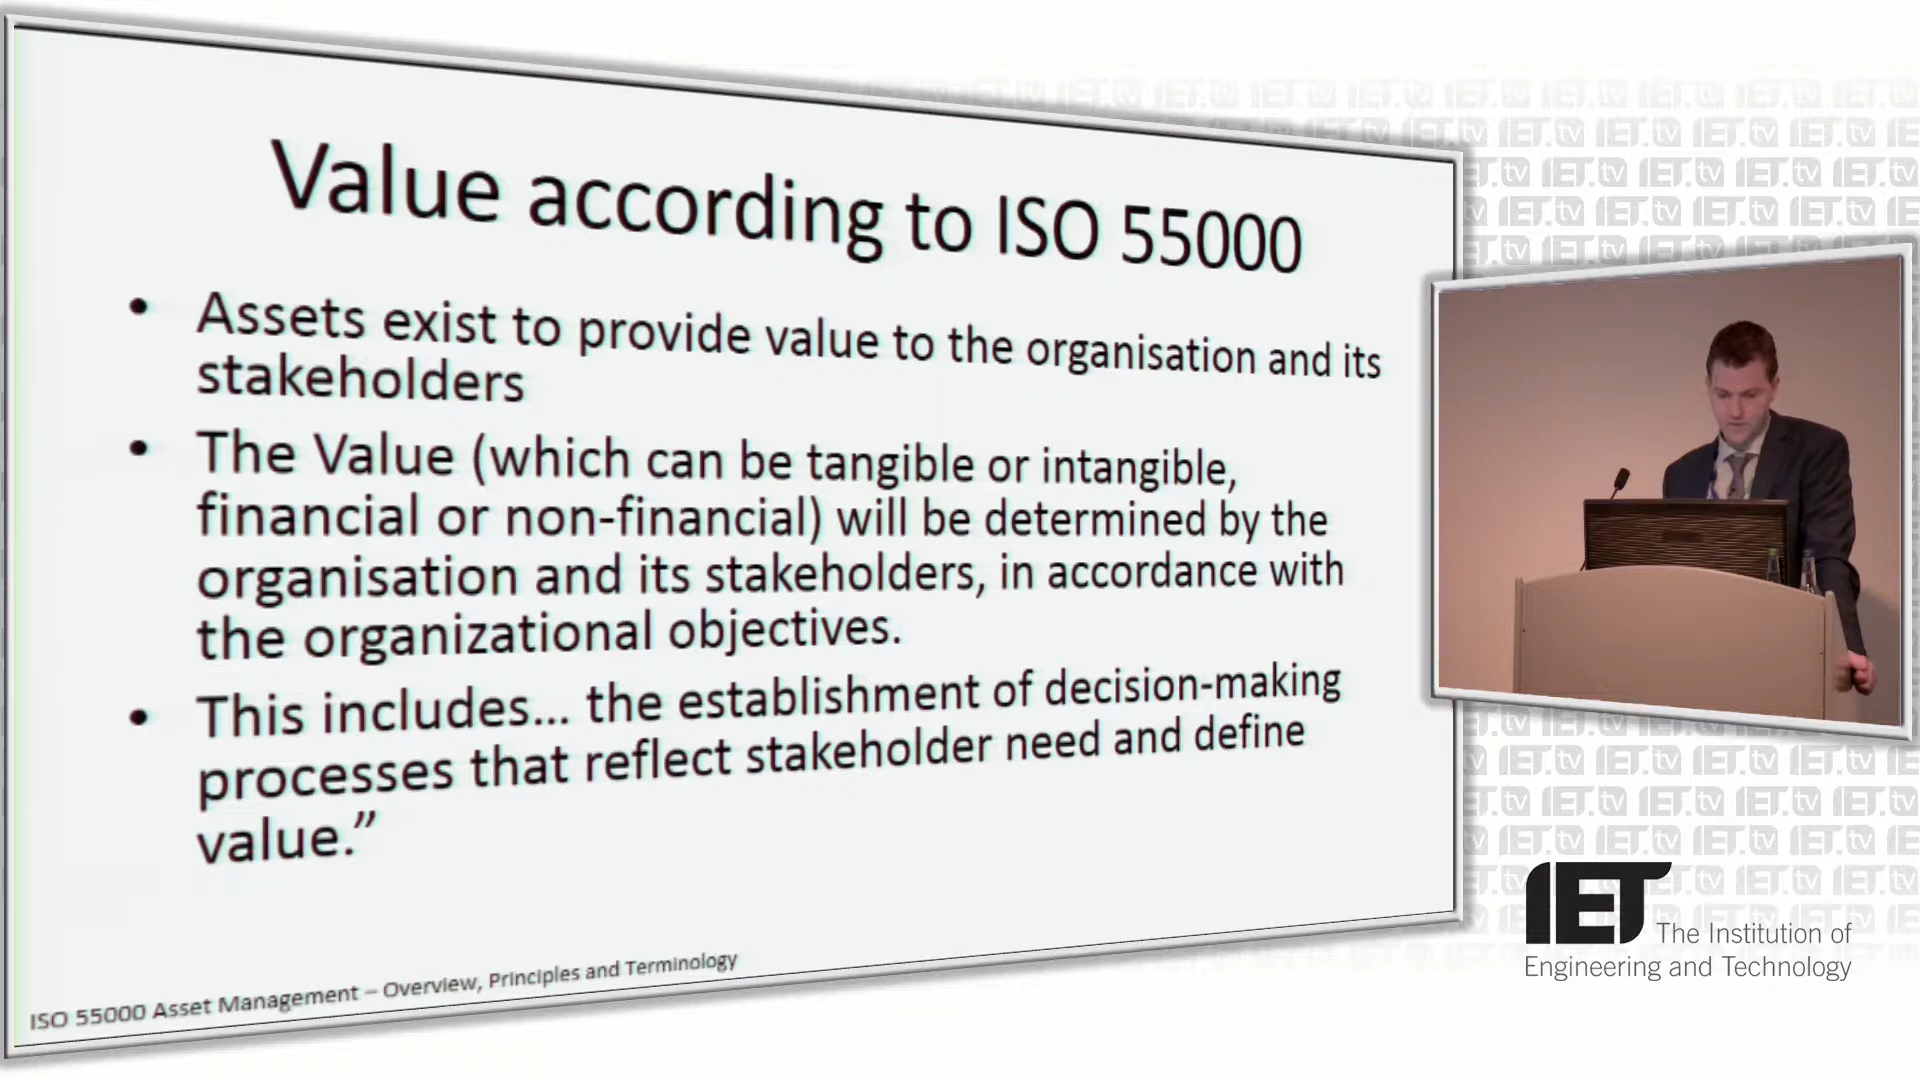 Value according to ISO 55000
• Assets exist to provide value to the organisation and its
stakeholders
• The Value (which can be tangible or intangible,
financial or non-financial) will be determined by the
organisation and its stakeholders, in accordance with
the organizational objectives.
• This includes... the establishment of decision-making
processes that reflect stakeholder need and define
value.”
ISO 55000 Asset Management – Overview, Principles and Terminology
IET The Institution of
Engineering and Technology
IET.tv